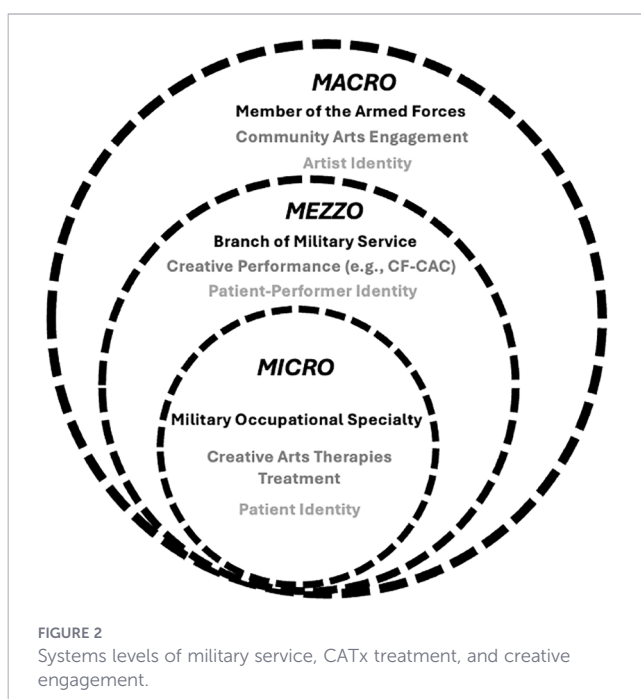 MACRO
Member of the Armed Forces
Community Arts Engagement
Artist Identity
MEZZO
Branch of Military Service
Creative Performance (e.g., CF-CAC)
Patient-Performer Identity
MICRO
Military Occupational Specialty
Creative Arts Therapies
Treatment
Patient Identity
FIGURE 2
Systems levels of military service, CATx treatment, and creative
engagement.